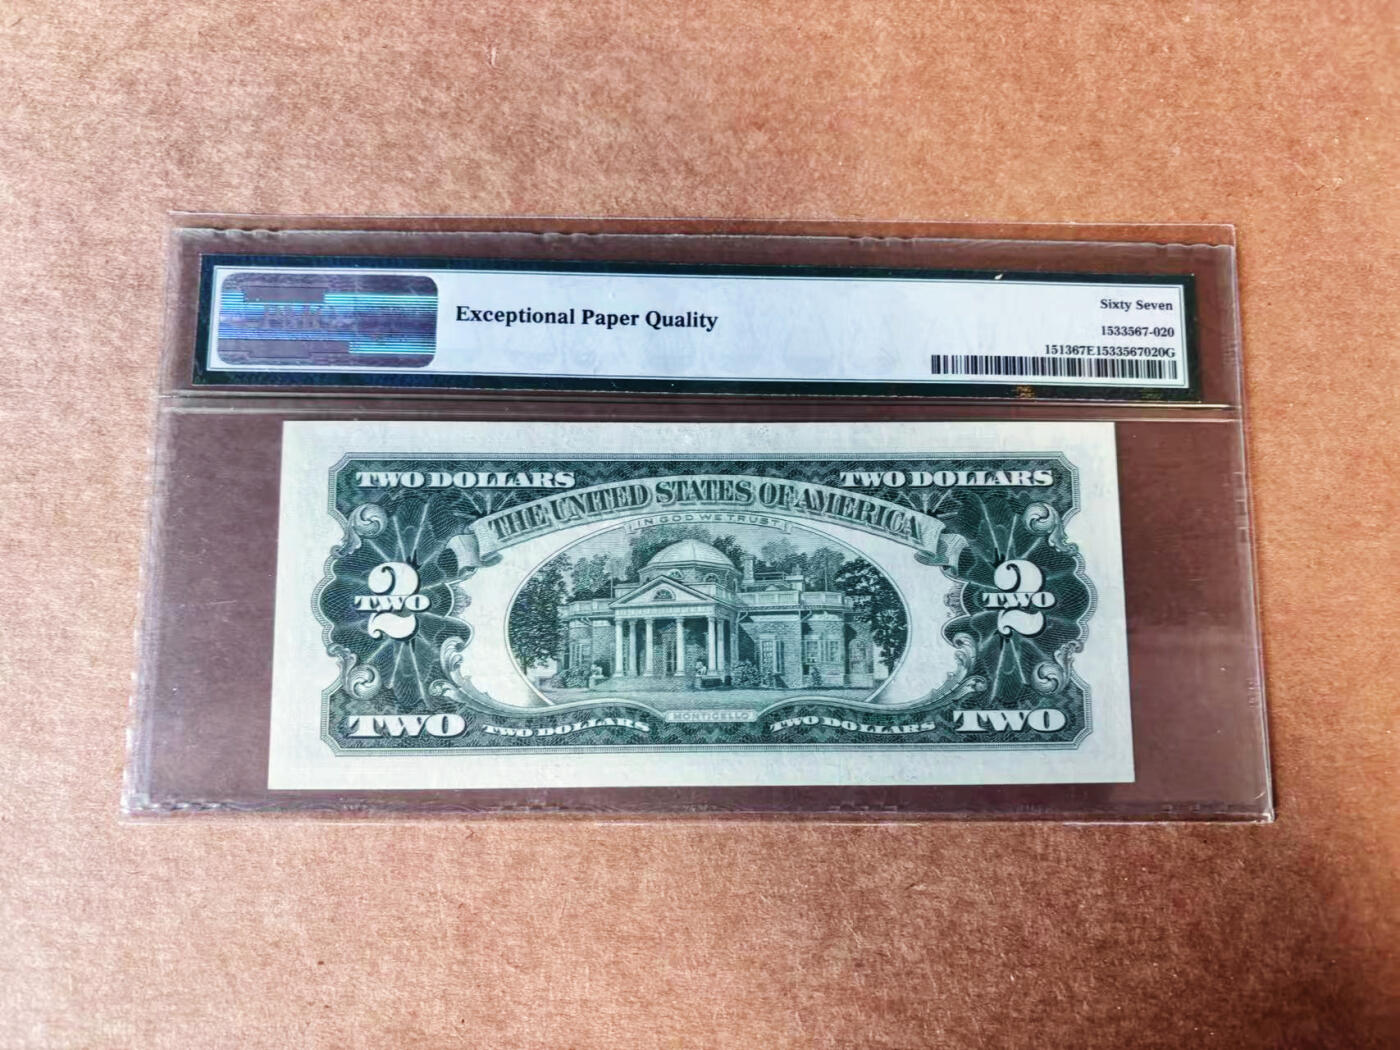 Exceptional Paper Quality
Sixty Seven
1533567-020
151367E1533567020G
TWO DOLLARS TWO DOLLARS
THE UNITED STATES OF AMERICA
IN GOD WE TRUST
2 2
TWO TWO
MONTICELLO
TWO TWO DOLLARS TWO DOLLARS TWO